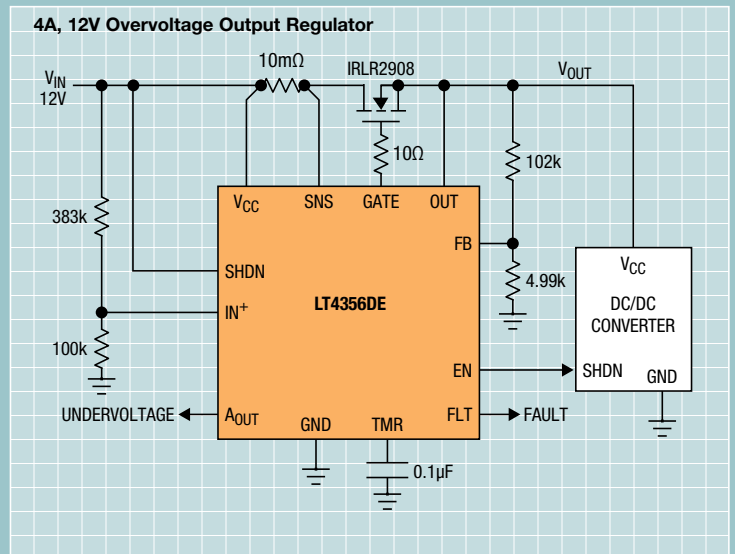 4A, 12V Overvoltage Output Regulator
10mΩ
IRLR2908
VIN
12V
VOUT
10Ω
102k
383k
VCC
SNS
GATE
OUT
FB
SHDN
4.99k
VCC
IN+
LT4356DE
DC/DC
CONVERTER
100k
EN
SHDN
GND
UNDERVOLTAGE
AOUT
GND
TMR
FLT
FAULT
0.1µF